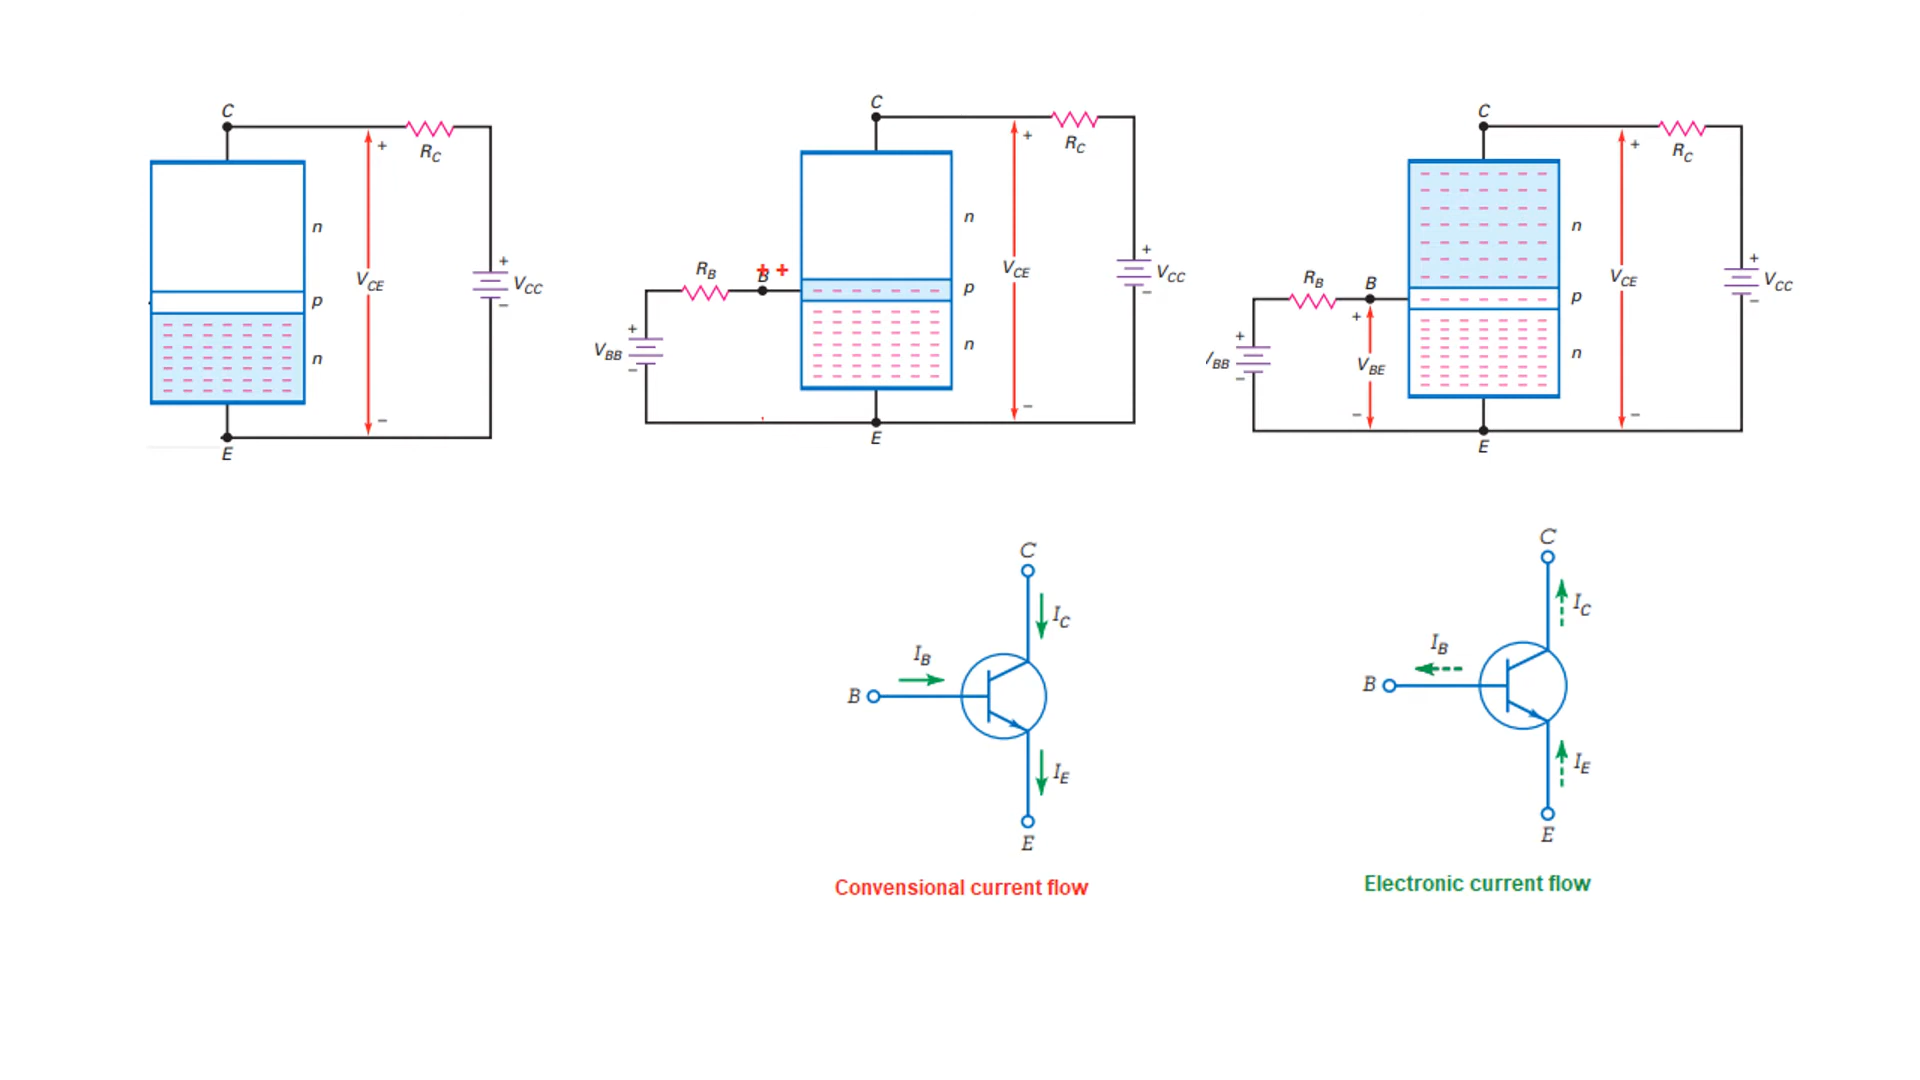 C
+
R_C
n
+
V_CE
V_CC
p
−
n
−
E
C
+
R_C
n
+
R_B
+ +
B
V_CE
V_CC
p
−
+
V_BB
n
−
−
E
C
+
R_C
n
+
R_B
B
V_CE
V_CC
p
−
+
+
V_BB
V_BE
n
−
−
−
E
C
I_C
I_B
B
I_E
E
Convensional current flow
C
I_C
I_B
B
I_E
E
Electronic current flow